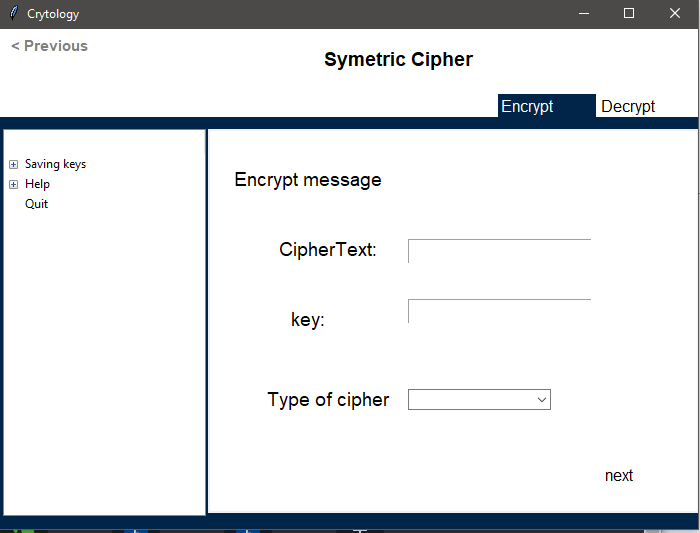 Crytology
< Previous
Symetric Cipher
Encrypt Decrypt
Saving keys
Help
Quit
Encrypt message
CipherText:
key:
Type of cipher
next